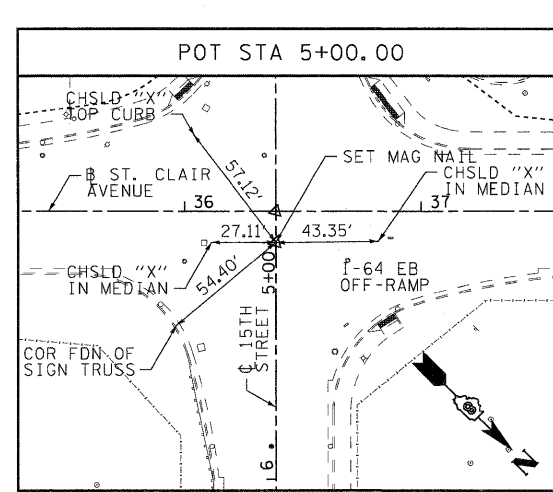 POT STA 5+00.00
CHSLD "X"
TOP CURB
57.12'
SET MAG NAIL
CHSLD "X"
IN MEDIAN
ST. CLAIR
AVENUE
36
37
27.11'
43.35'
CHSLD "X"
IN MEDIAN
54.40'
5+00
I-64 EB
OFF-RAMP
15TH
STREET
COR FDN OF
SIGN TRUSS
6
N